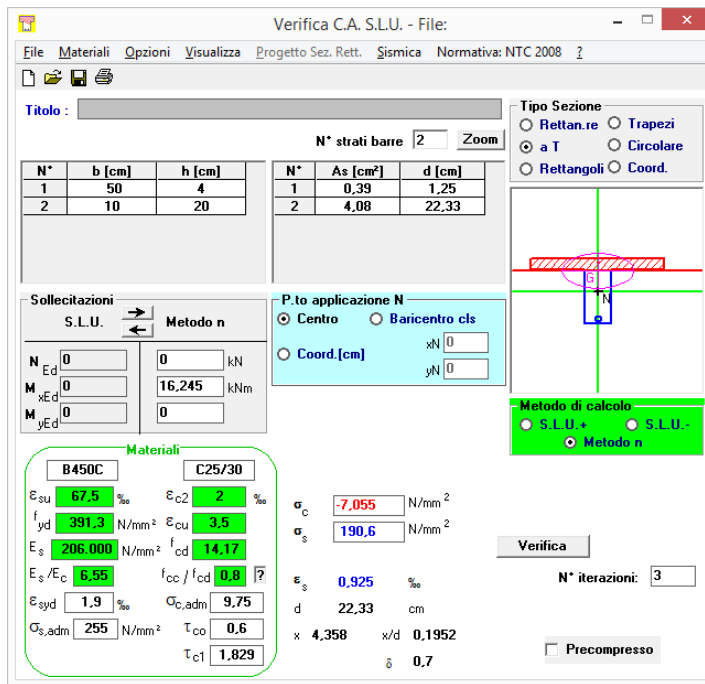 Verifica C.A. S.L.U. - File:
File Materiali Opzioni Visualizza Progetto Sez. Rett. Sismica Normativa: NTC 2008 ?
Titolo :
N° strati barre 2 Zoom
Tipo Sezione
Rettan.re Trapezi
a T Circolare
Rettangoli Coord.
N° b [cm] h [cm]
1 50 4
2 10 20
N° As [cm²] d [cm]
1 0,39 1,25
2 4,08 22,33
G
N
Sollecitazioni
S.L.U. Metodo n
N Ed 0 0 kN
M xEd 0 16,245 kNm
M yEd 0 0
P.to applicazione N
Centro Baricentro cls
Coord.[cm] xN 0
yN 0
Metodo di calcolo
S.L.U.+ S.L.U.-
Metodo n
Materiali
B450C C25/30
εsu 67,5 ‰ εc2 2 ‰
fyd 391,3 N/mm² εcu 3,5
Es 206.000 N/mm² fcd 14,17
Es/Ec 6,55 fcc / fcd 0,8 ?
εsyd 1,9 ‰ σc,adm 9,75
σs,adm 255 N/mm² τco 0,6
τc1 1,829
σc -7,055 N/mm²
σs 190,6 N/mm²
εs 0,925 ‰
d 22,33 cm
x 4,358 x/d 0,1952
δ 0,7
Verifica
N° iterazioni: 3
Precompresso